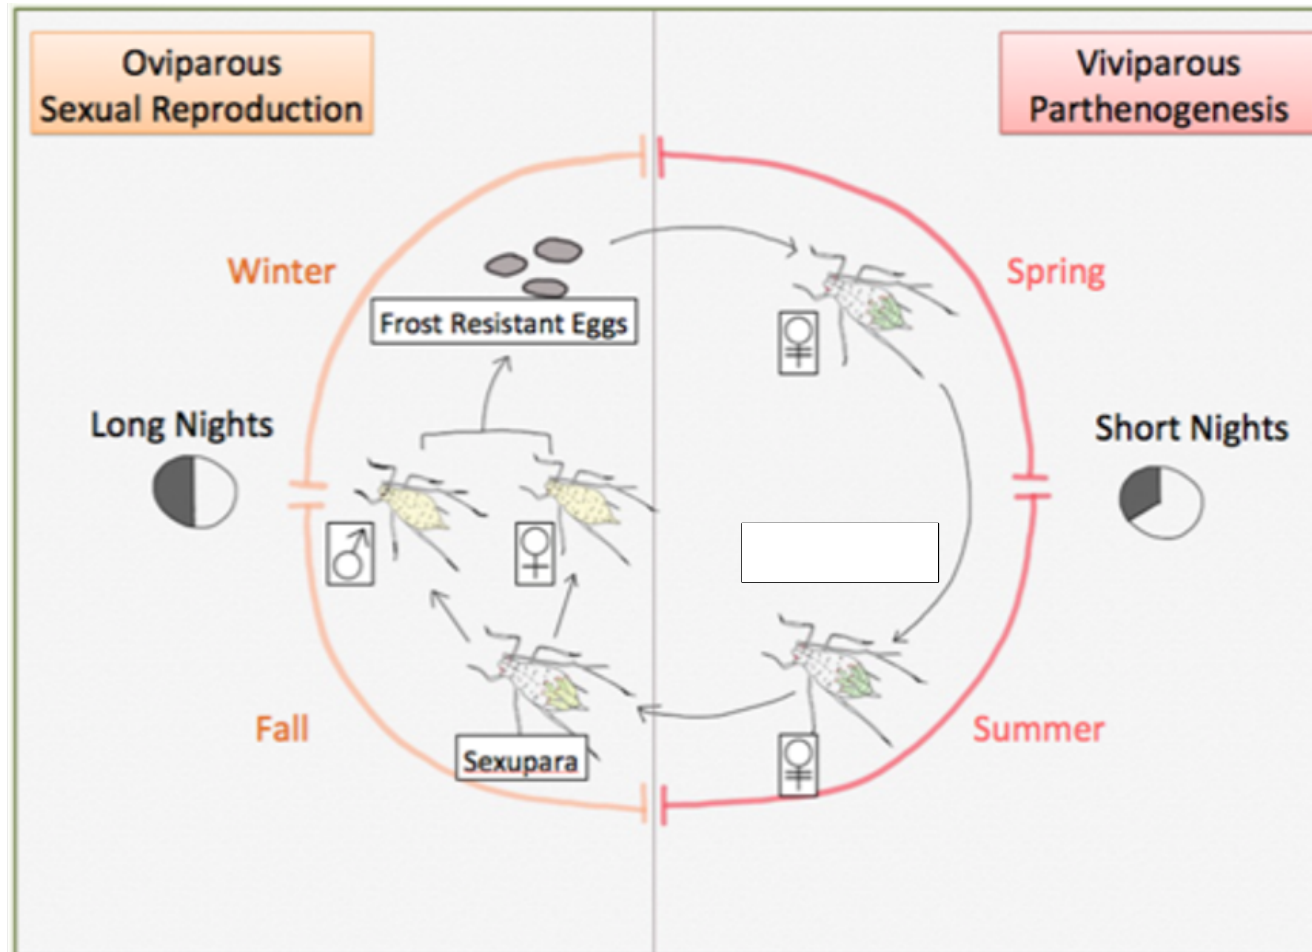 Oviparous
Sexual Reproduction
Viviparous
Parthenogenesis
Winter
Spring
Frost Resistant Eggs
Long Nights
Short Nights
Fall
Summer
Sexupara